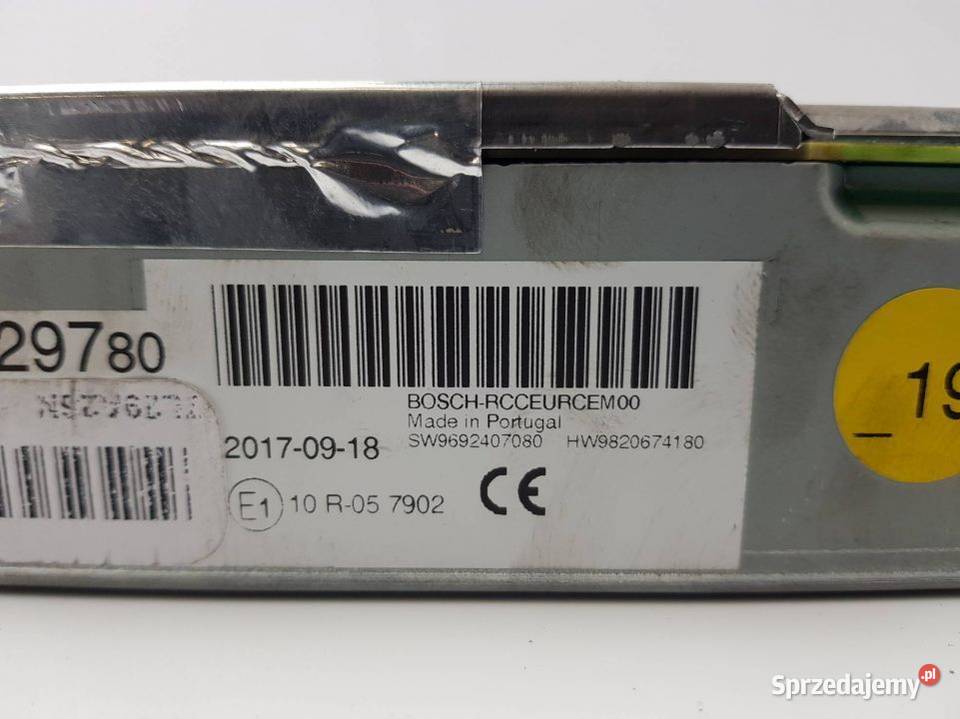 29780
BOSCH-RCCEURCEM00
Made in Portugal
2017-09-18
SW9692407080 HW9820674180
E1 10 R-05 7902
CE
_19
Sprzedajemy.pl